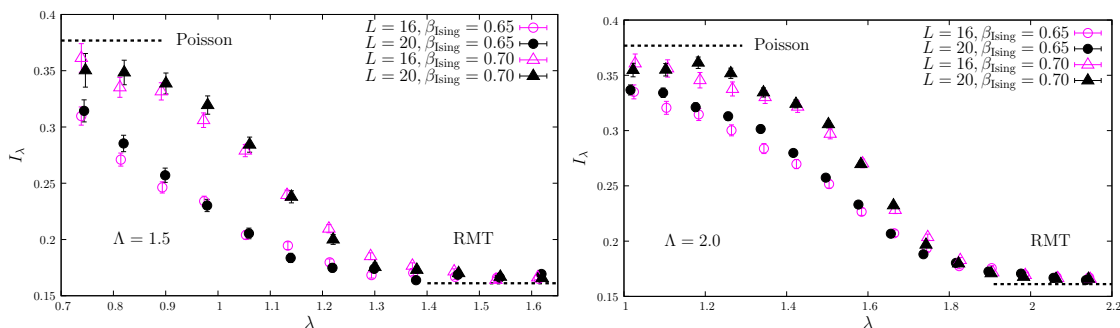 0.4
Poisson
L = 16, β_Ising = 0.65
L = 20, β_Ising = 0.65
L = 16, β_Ising = 0.70
L = 20, β_Ising = 0.70
0.35
0.3
I_λ
0.25
0.2
Λ = 1.5
RMT
0.15
0.7 0.8 0.9 1 1.1 1.2 1.3 1.4 1.5 1.6
λ
0.4
Poisson
L = 16, β_Ising = 0.65
L = 20, β_Ising = 0.65
L = 16, β_Ising = 0.70
L = 20, β_Ising = 0.70
0.35
0.3
I_λ
0.25
0.2
Λ = 2.0
RMT
0.15
1 1.2 1.4 1.6 1.8 2 2.2
λ